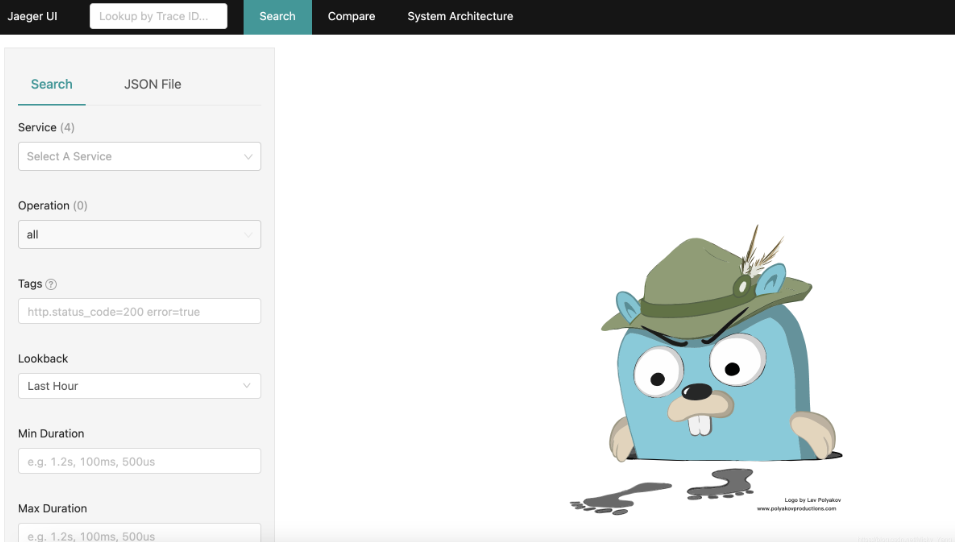 Jaeger UI
Lookup by Trace ID...
Search
Compare
System Architecture
Search
JSON File
Service (4)
Select A Service
Operation (0)
all
Tags
http.status_code=200 error=true
Lookback
Last Hour
Min Duration
e.g. 1.2s, 100ms, 500us
Max Duration
e.g. 1.2s, 100ms, 500us
Logo by Lev Polyakov
www.polyakovproductions.com